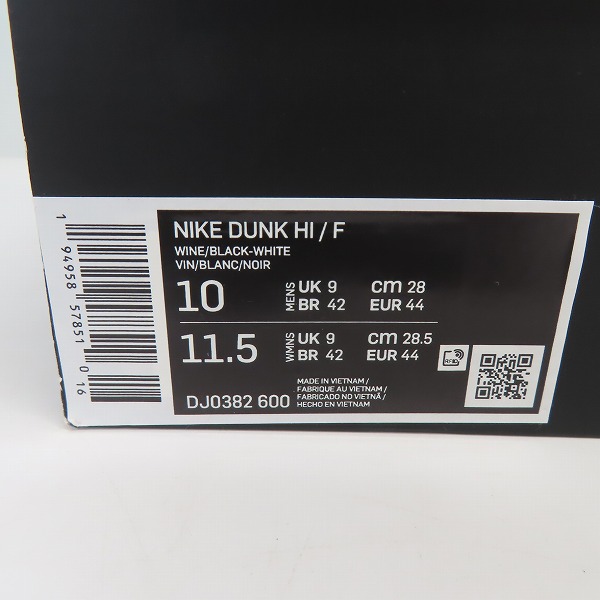 NIKE DUNK HI / F
WINE/BLACK-WHITE
VIN/BLANC/NOIR
10 MENS UK 9 cm 28
BR 42 EUR 44
11.5 WMNS UK 9 cm 28.5
BR 42 EUR 44
RFID
DJ0382 600
MADE IN VIETNAM /
FABRIQUE AU VIETNAM /
FABRICADO NO VIETNÃ /
HECHO EN VIETNAM
1 94958 57851 016